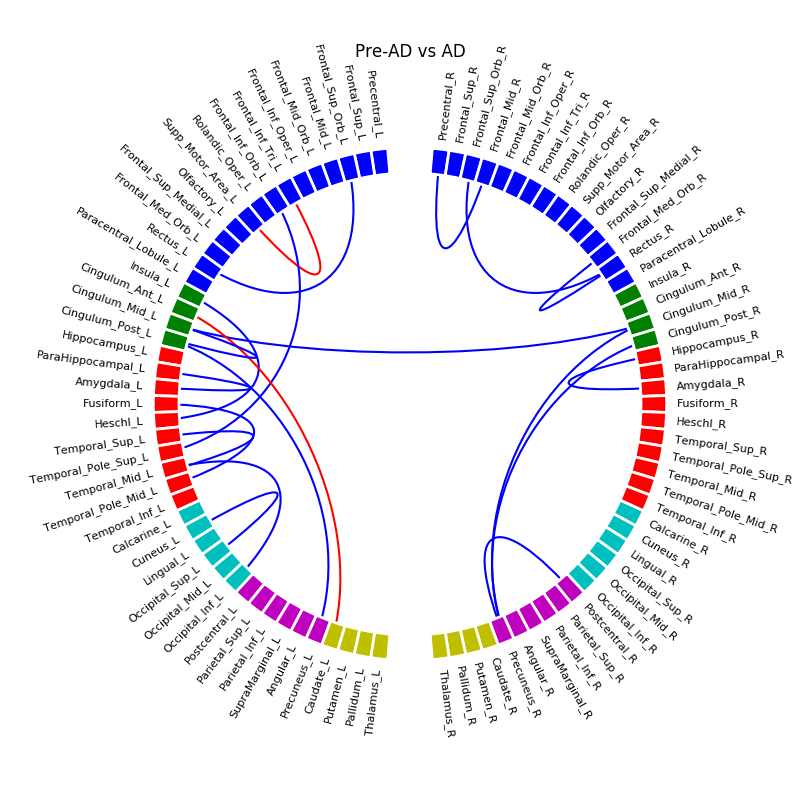 Pre-AD vs AD
Precentral_L
Frontal_Sup_L
Frontal_Sup_Orb_L
Frontal_Mid_L
Frontal_Mid_Orb_L
Frontal_Inf_Oper_L
Frontal_Inf_Tri_L
Frontal_Inf_Orb_L
Rolandic_Oper_L
Supp_Motor_Area_L
Olfactory_L
Frontal_Sup_Medial_L
Frontal_Med_Orb_L
Rectus_L
Paracentral_Lobule_L
Insula_L
Cingulum_Ant_L
Cingulum_Mid_L
Cingulum_Post_L
Hippocampus_L
ParaHippocampal_L
Amygdala_L
Fusiform_L
Heschl_L
Temporal_Sup_L
Temporal_Pole_Sup_L
Temporal_Mid_L
Temporal_Pole_Mid_L
Temporal_Inf_L
Calcarine_L
Cuneus_L
Lingual_L
Occipital_Sup_L
Occipital_Mid_L
Occipital_Inf_L
Postcentral_L
Parietal_Sup_L
Parietal_Inf_L
SupraMarginal_L
Angular_L
Precuneus_L
Caudate_L
Putamen_L
Pallidum_L
Thalamus_L
Precentral_R
Frontal_Sup_R
Frontal_Sup_Orb_R
Frontal_Mid_R
Frontal_Mid_Orb_R
Frontal_Inf_Oper_R
Frontal_Inf_Tri_R
Frontal_Inf_Orb_R
Rolandic_Oper_R
Supp_Motor_Area_R
Olfactory_R
Frontal_Sup_Medial_R
Frontal_Med_Orb_R
Rectus_R
Paracentral_Lobule_R
Insula_R
Cingulum_Ant_R
Cingulum_Mid_R
Cingulum_Post_R
Hippocampus_R
ParaHippocampal_R
Amygdala_R
Fusiform_R
Heschl_R
Temporal_Sup_R
Temporal_Pole_Sup_R
Temporal_Mid_R
Temporal_Pole_Mid_R
Temporal_Inf_R
Calcarine_R
Cuneus_R
Lingual_R
Occipital_Sup_R
Occipital_Mid_R
Occipital_Inf_R
Postcentral_R
Parietal_Sup_R
Parietal_Inf_R
SupraMarginal_R
Angular_R
Precuneus_R
Caudate_R
Putamen_R
Pallidum_R
Thalamus_R